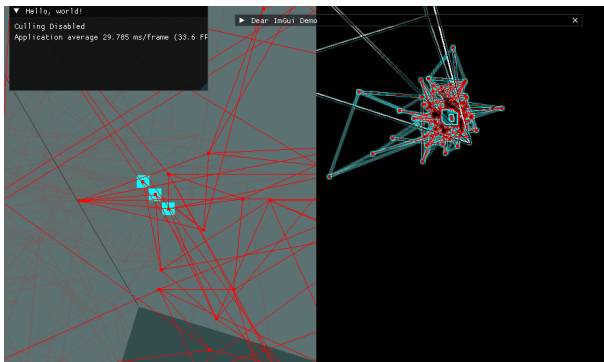 Hello, world!
Dear ImGui Demo
Culling Disabled
Application average 29.785 ms/frame (33.6 FP